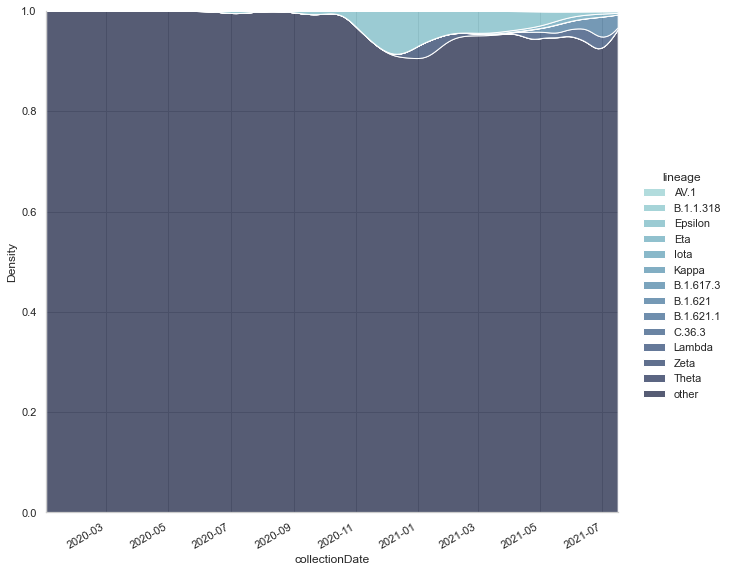 1.0
0.8
0.6
0.4
0.2
0.0
Density
2020-03
2020-05
2020-07
2020-09
2020-11
2021-01
2021-03
2021-05
2021-07
collectionDate
lineage
AV.1
B.1.1.318
Epsilon
Eta
Iota
Kappa
B.1.617.3
B.1.621
B.1.621.1
C.36.3
Lambda
Zeta
Theta
other